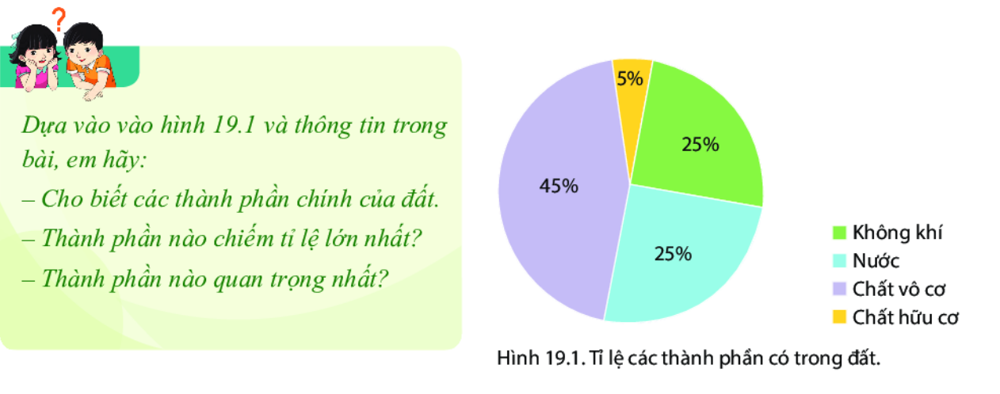 ?
Dựa vào vào hình 19.1 và thông tin trong
bài, em hãy:
– Cho biết các thành phần chính của đất.
– Thành phần nào chiếm tỉ lệ lớn nhất?
– Thành phần nào quan trọng nhất?
5%
25%
45%
25%
Không khí
Nước
Chất vô cơ
Chất hữu cơ
Hình 19.1. Tỉ lệ các thành phần có trong đất.